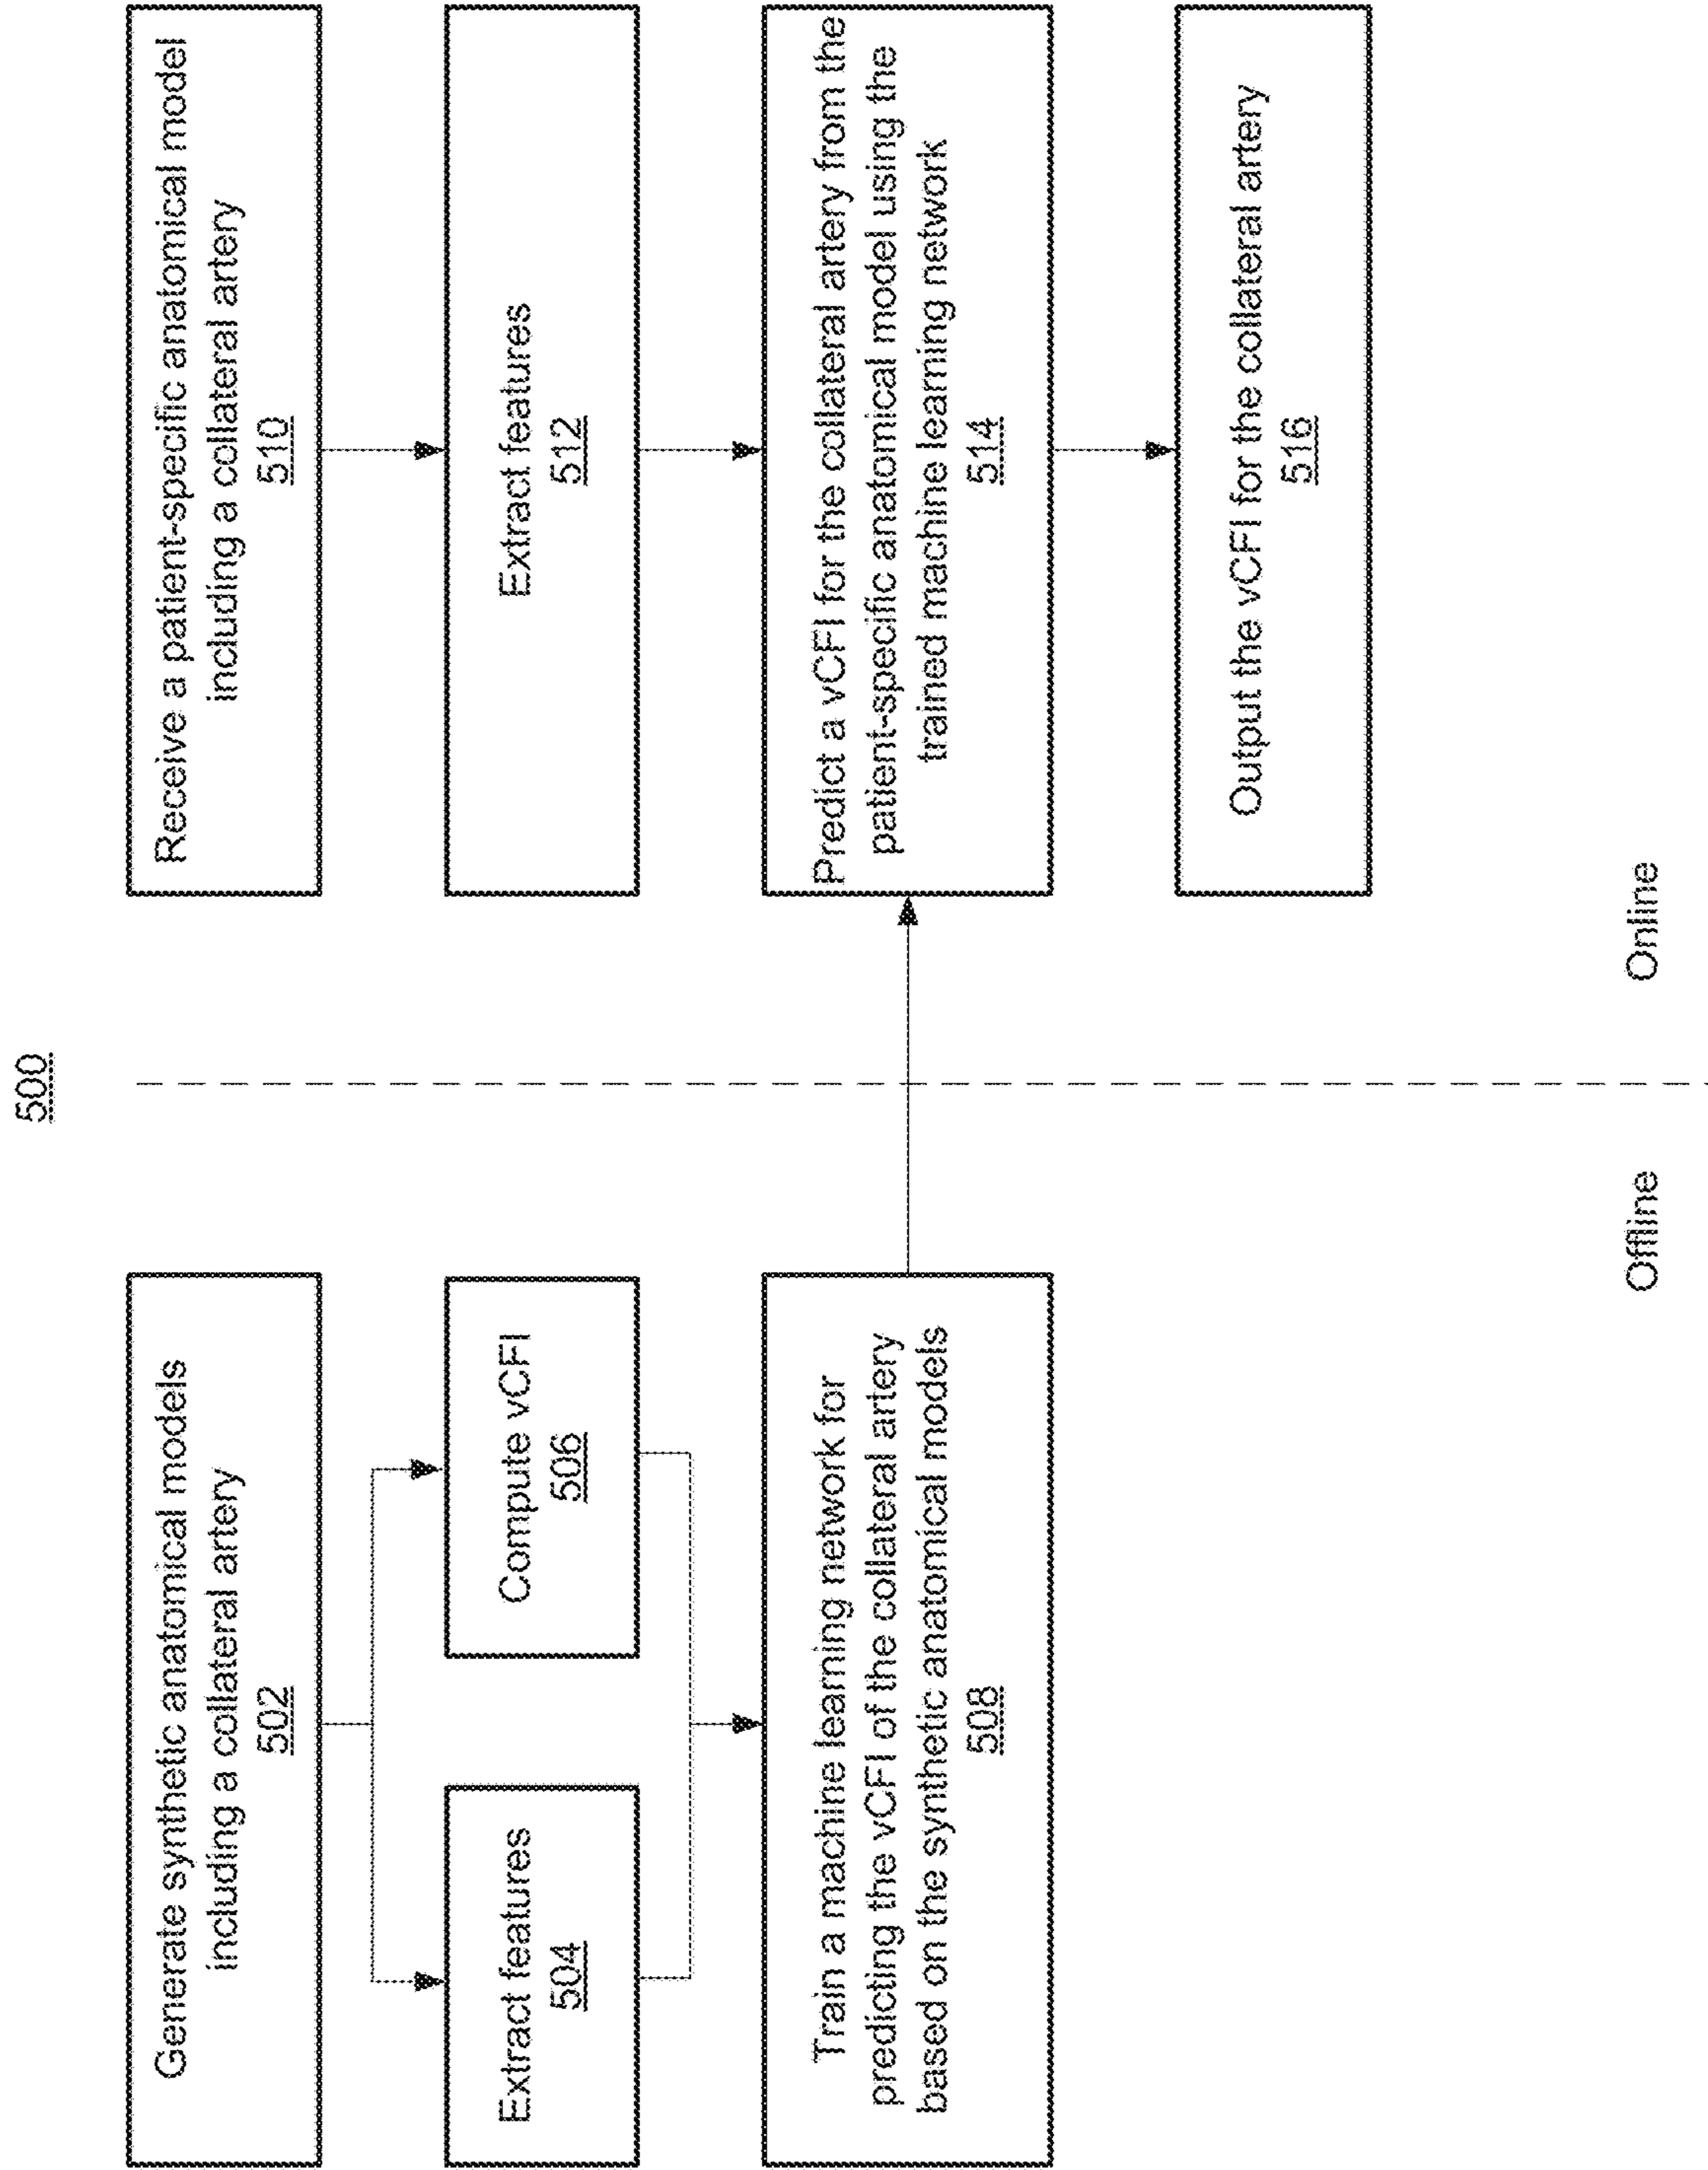 500
Generate synthetic anatomical models
including a collateral artery
502
Extract features
504
Compute vCFI
506
Train a machine learning network for
predicting the vCFI of the collateral artery
based on the synthetic anatomical models
508
Offline
Receive a patient-specific anatomical model
including a collateral artery
510
Extract features
512
Predict a vCFI for the collateral artery from the
patient-specific anatomical model using the
trained machine learning network
514
Output the vCFI for the collateral artery
516
Online